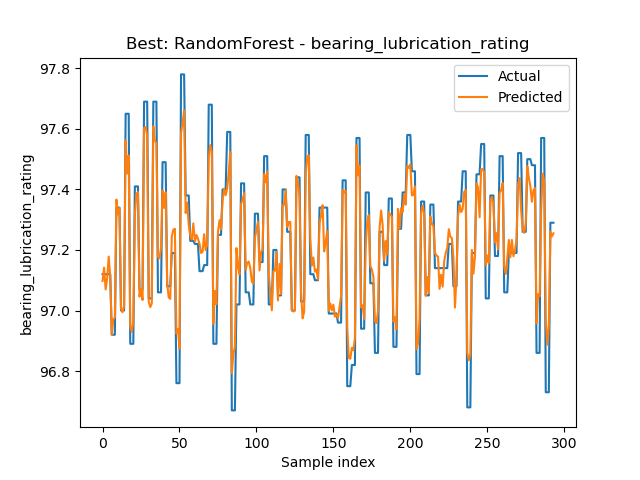 Best: RandomForest - bearing_lubrication_rating
Actual
Predicted
bearing_lubrication_rating
97.8
97.6
97.4
97.2
97.0
96.8
0 50 100 150 200 250 300
Sample index